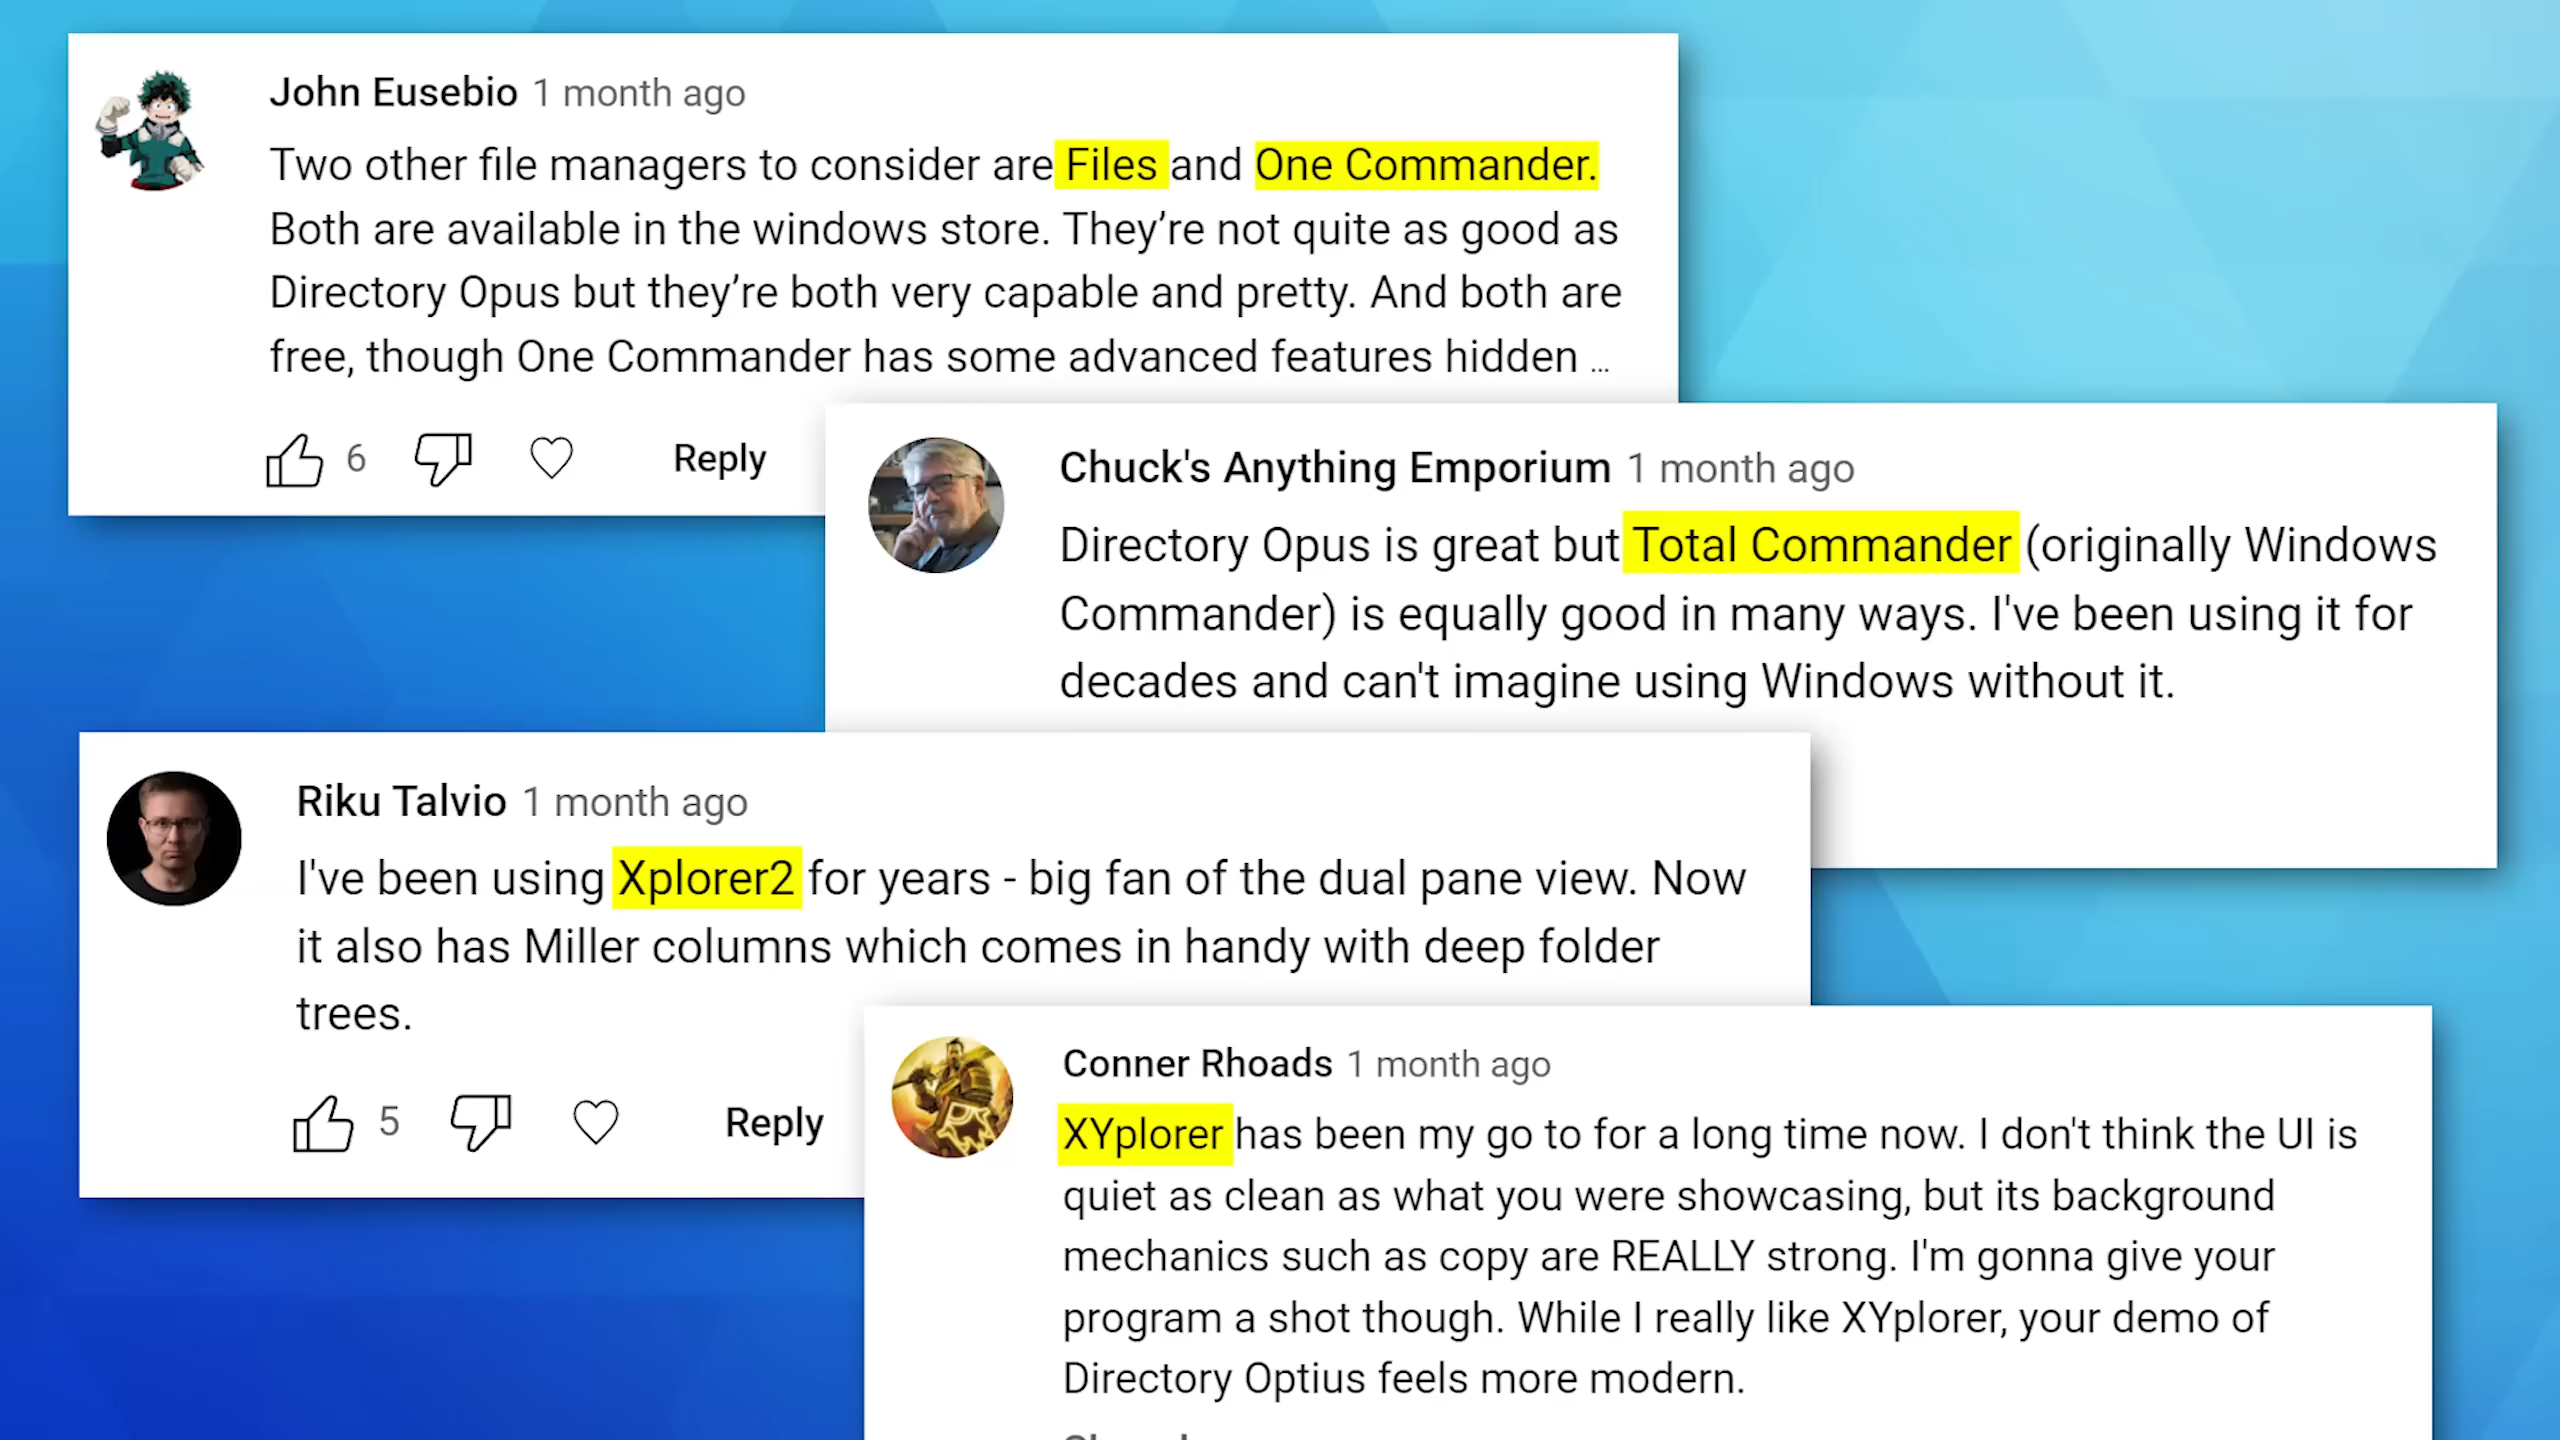 John Eusebio 1 month ago
Two other file managers to consider are Files and One Commander.
Both are available in the windows store. They’re not quite as good as
Directory Opus but they’re both very capable and pretty. And both are
free, though One Commander has some advanced features hidden ...
6 Reply
Chuck's Anything Emporium 1 month ago
Directory Opus is great but Total Commander (originally Windows
Commander) is equally good in many ways. I've been using it for
decades and can't imagine using Windows without it.
Riku Talvio 1 month ago
I've been using Xplorer2 for years - big fan of the dual pane view. Now
it also has Miller columns which comes in handy with deep folder
trees.
5 Reply
Conner Rhoads 1 month ago
XYplorer has been my go to for a long time now. I don't think the UI is
quiet as clean as what you were showcasing, but its background
mechanics such as copy are REALLY strong. I'm gonna give your
program a shot though. While I really like XYplorer, your demo of
Directory Optius feels more modern.